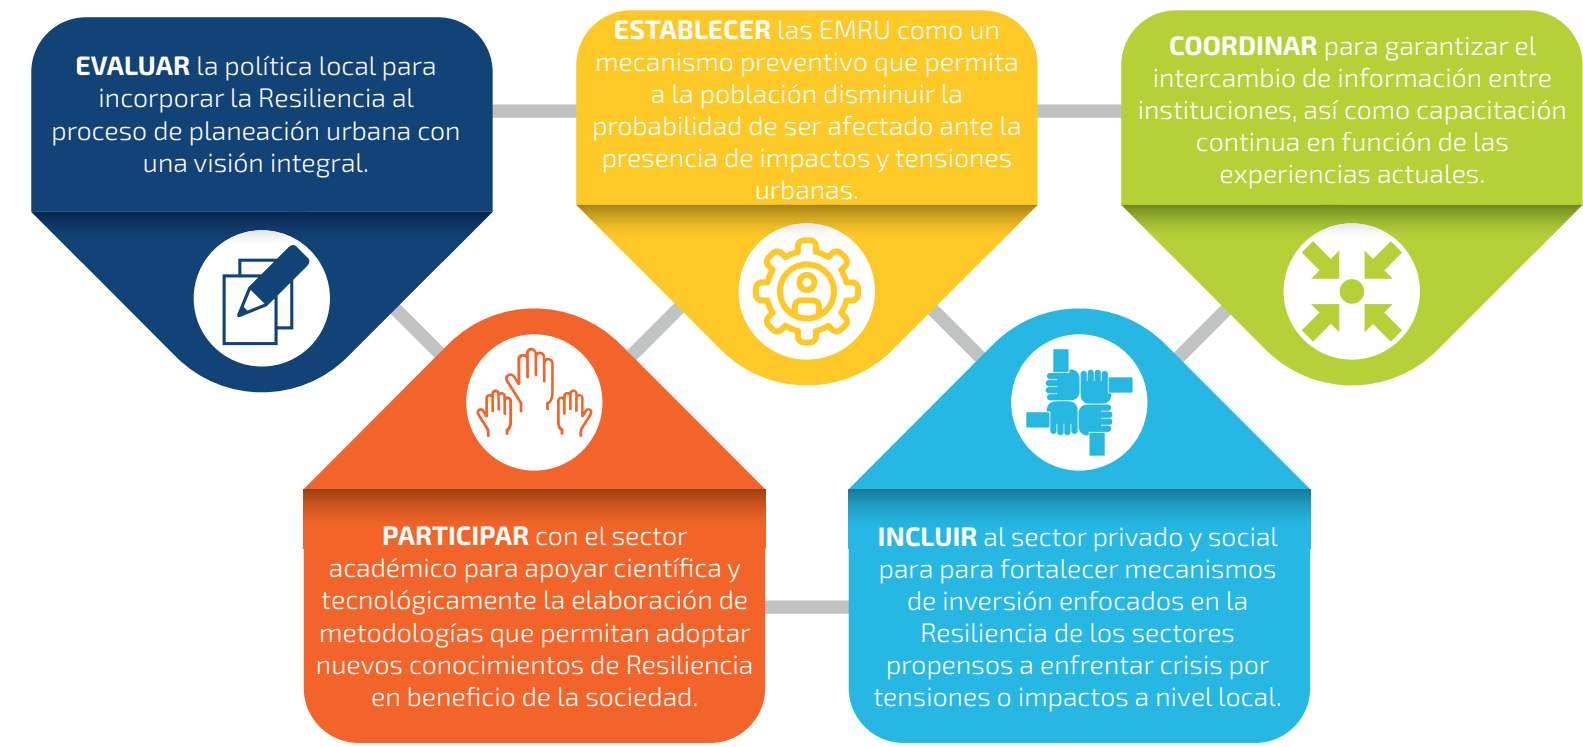 EVALUAR la política local para
incorporar la Resiliencia al
proceso de planeación urbana con
una visión integral.
ESTABLECER las EMRU como un
mecanismo preventivo que permita
a la población disminuir la
probabilidad de ser afectado ante la
presencia de impactos y tensiones
urbanas.
COORDINAR para garantizar el
intercambio de información entre
instituciones, así como capacitación
continua en función de las
experiencias actuales.
PARTICIPAR con el sector
académico para apoyar científica y
tecnológicamente la elaboración de
metodologías que permitan adoptar
nuevos conocimientos de Resiliencia
en beneficio de la sociedad.
INCLUIR al sector privado y social
para para fortalecer mecanismos
de inversión enfocados en la
Resiliencia de los sectores
propensos a enfrentar crisis por
tensiones o impactos a nivel local.